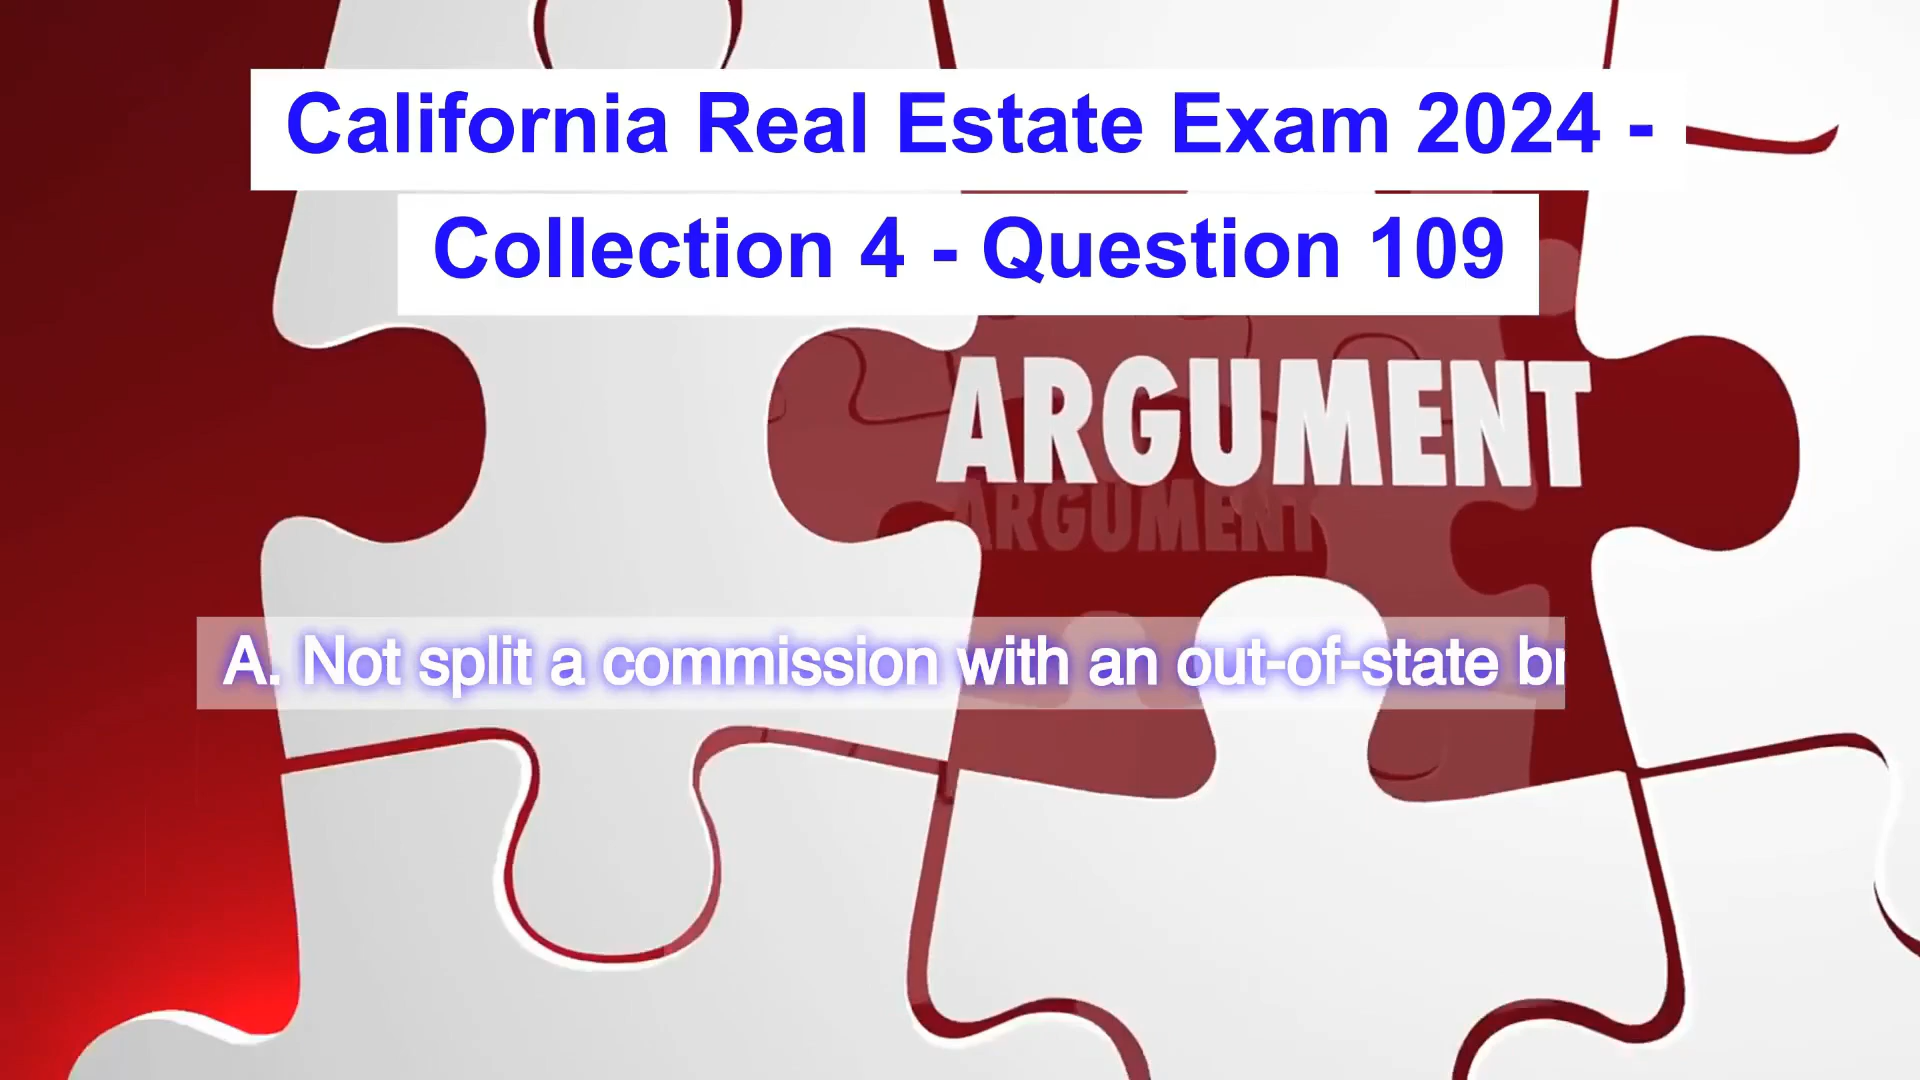 California Real Estate Exam 2024 -
Collection 4 - Question 109
ARGUMENT
ARGUMENT
A. Not split a commission with an out-of-state